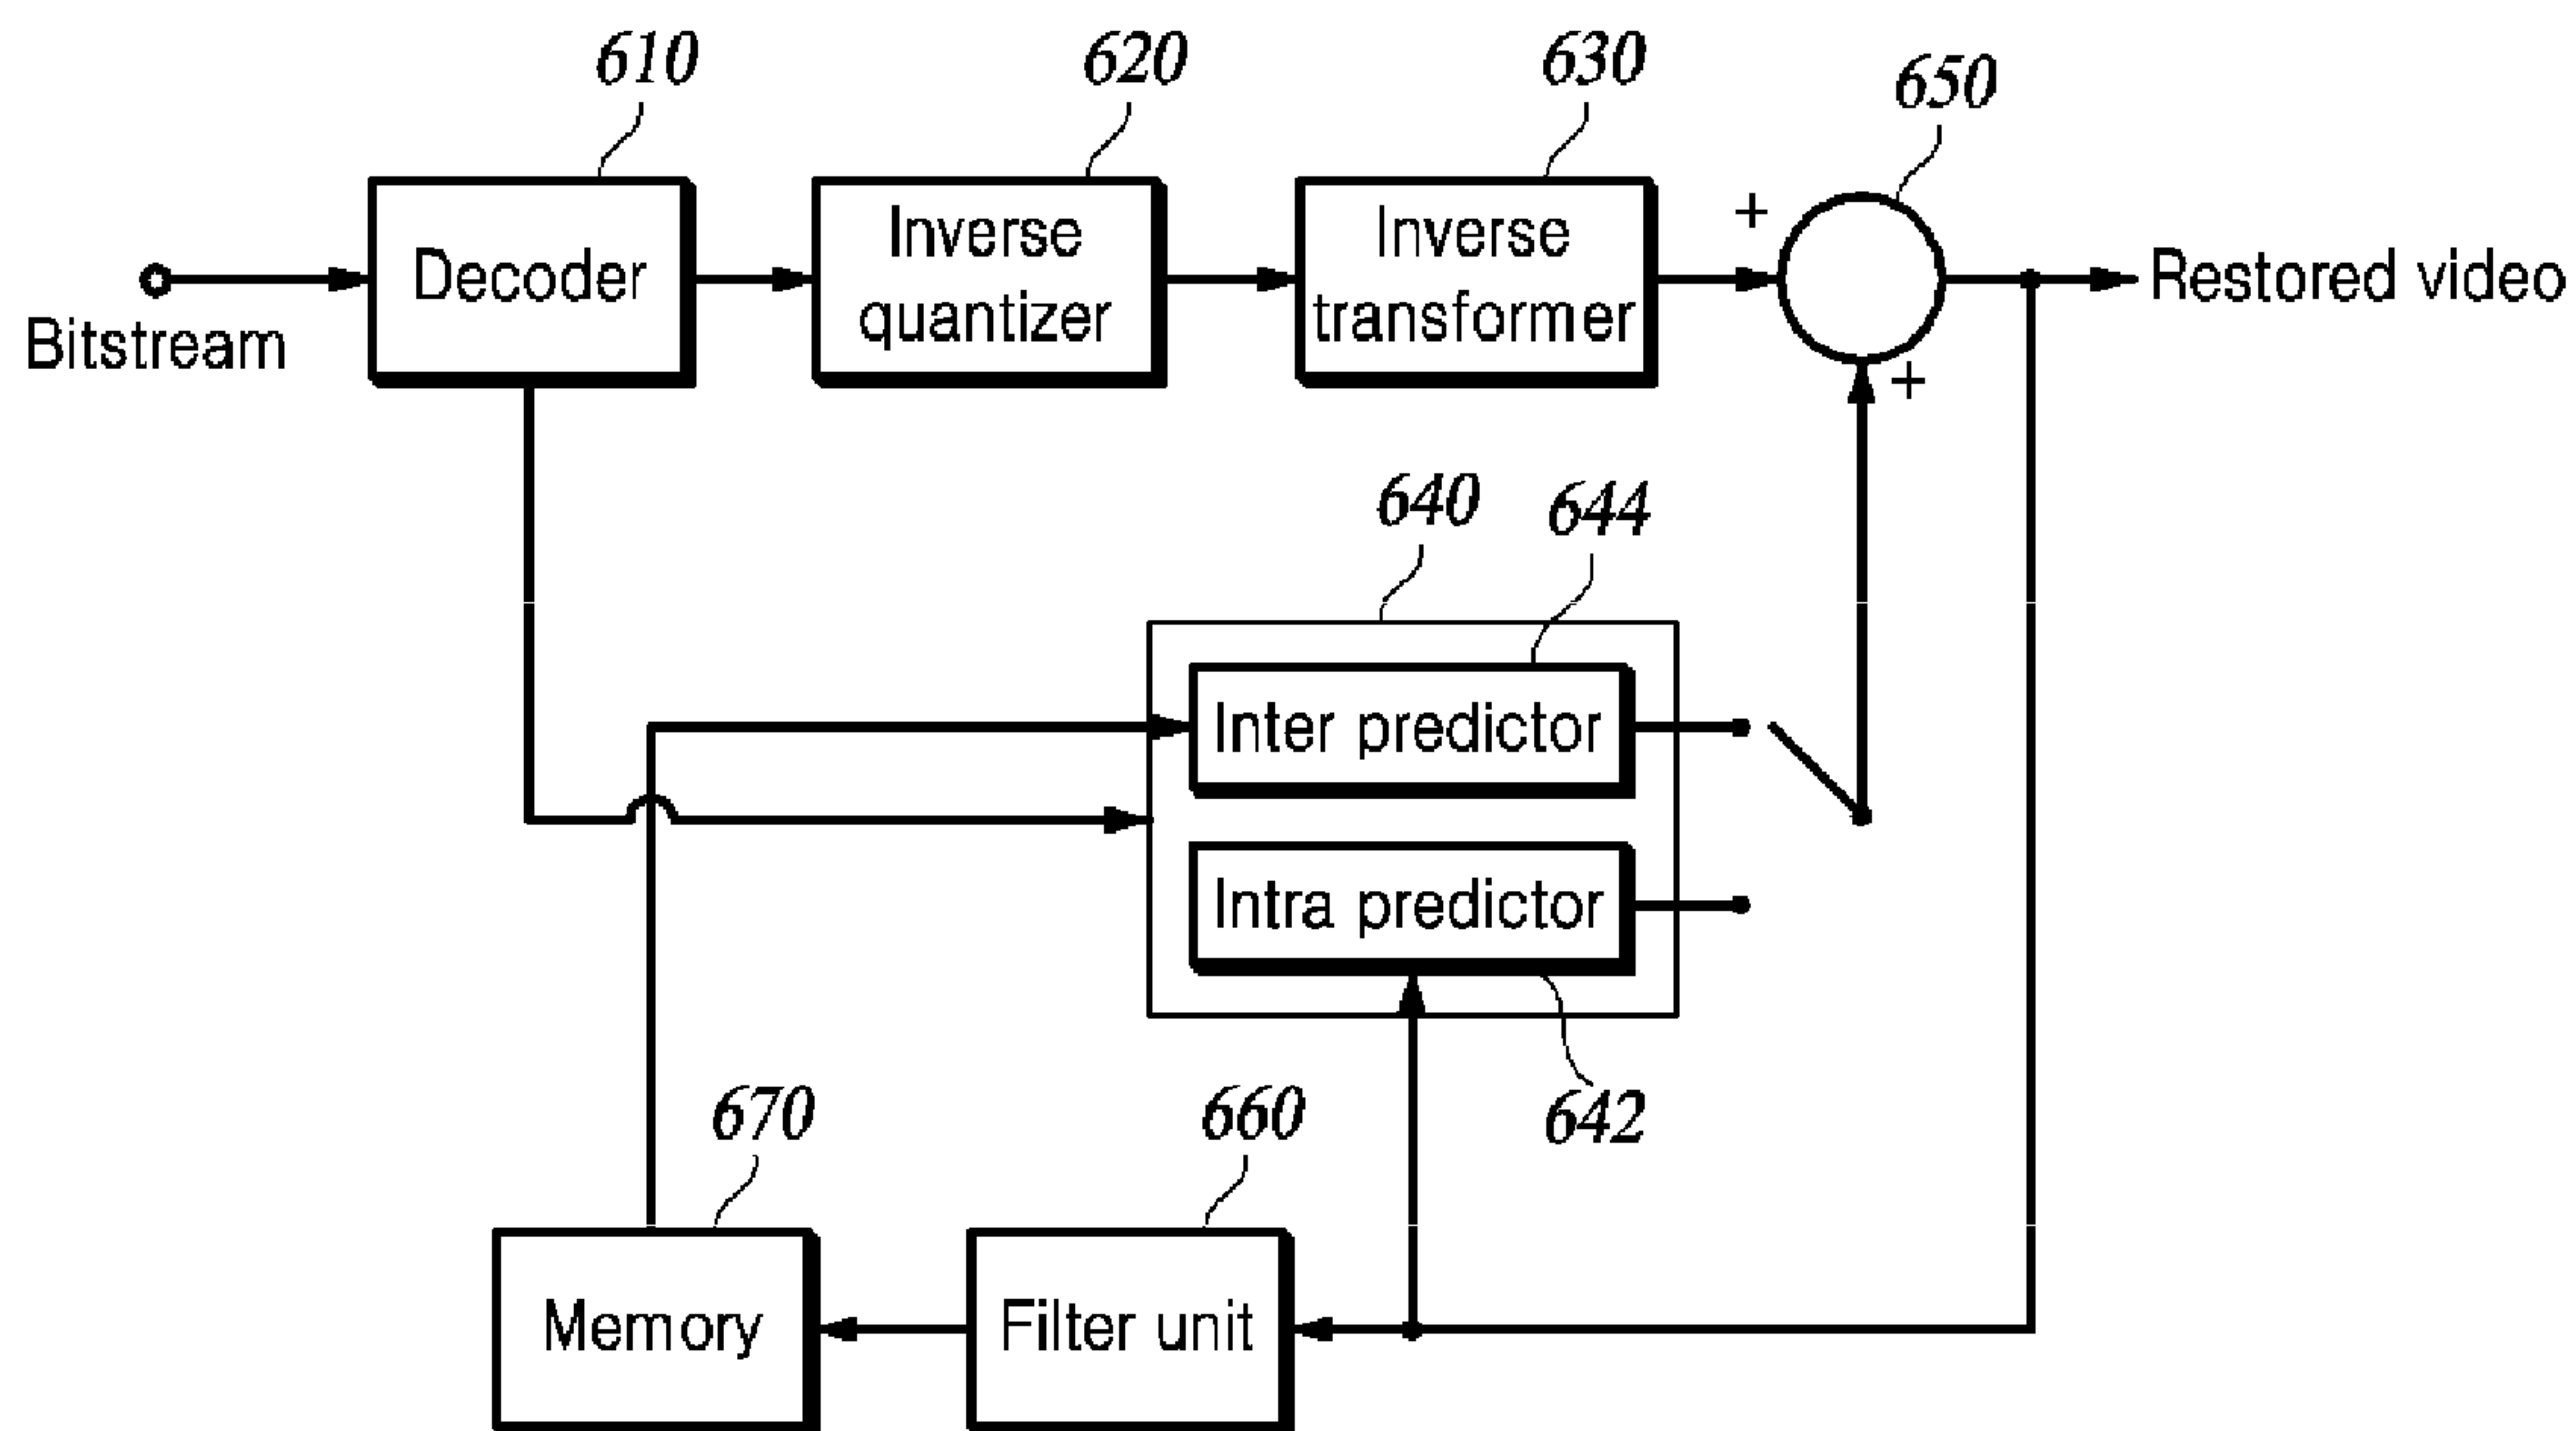 610
620
630
650
Decoder
Inverse
quantizer
Inverse
transformer
+
Restored video
Bitstream
+
640
644
Inter predictor
Intra predictor
642
670
660
Memory
Filter unit